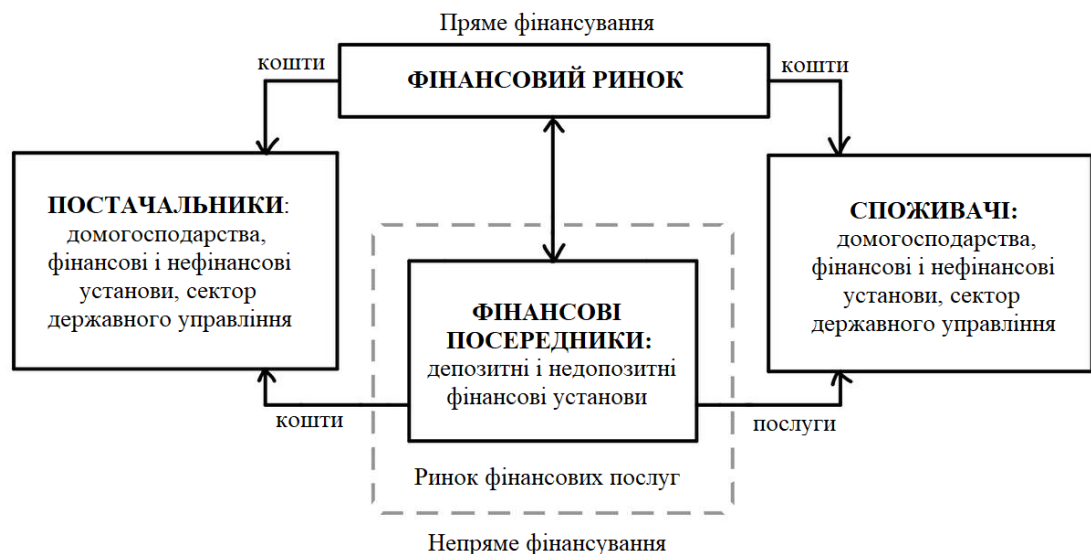 Пряме фінансування
кошти
ФІНАНСОВИЙ РИНОК
кошти
ПОСТАЧАЛЬНИКИ:
домогосподарства,
фінансові і нефінансові
установи, сектор
державного управління
СПОЖИВАЧІ:
домогосподарства,
фінансові і нефінансові
установи, сектор
державного управління
ФІНАНСОВІ
ПОСЕРЕДНИКИ:
депозитні і недопозитні
фінансові установи
кошти
послуги
Ринок фінансових послуг
Непряме фінансування